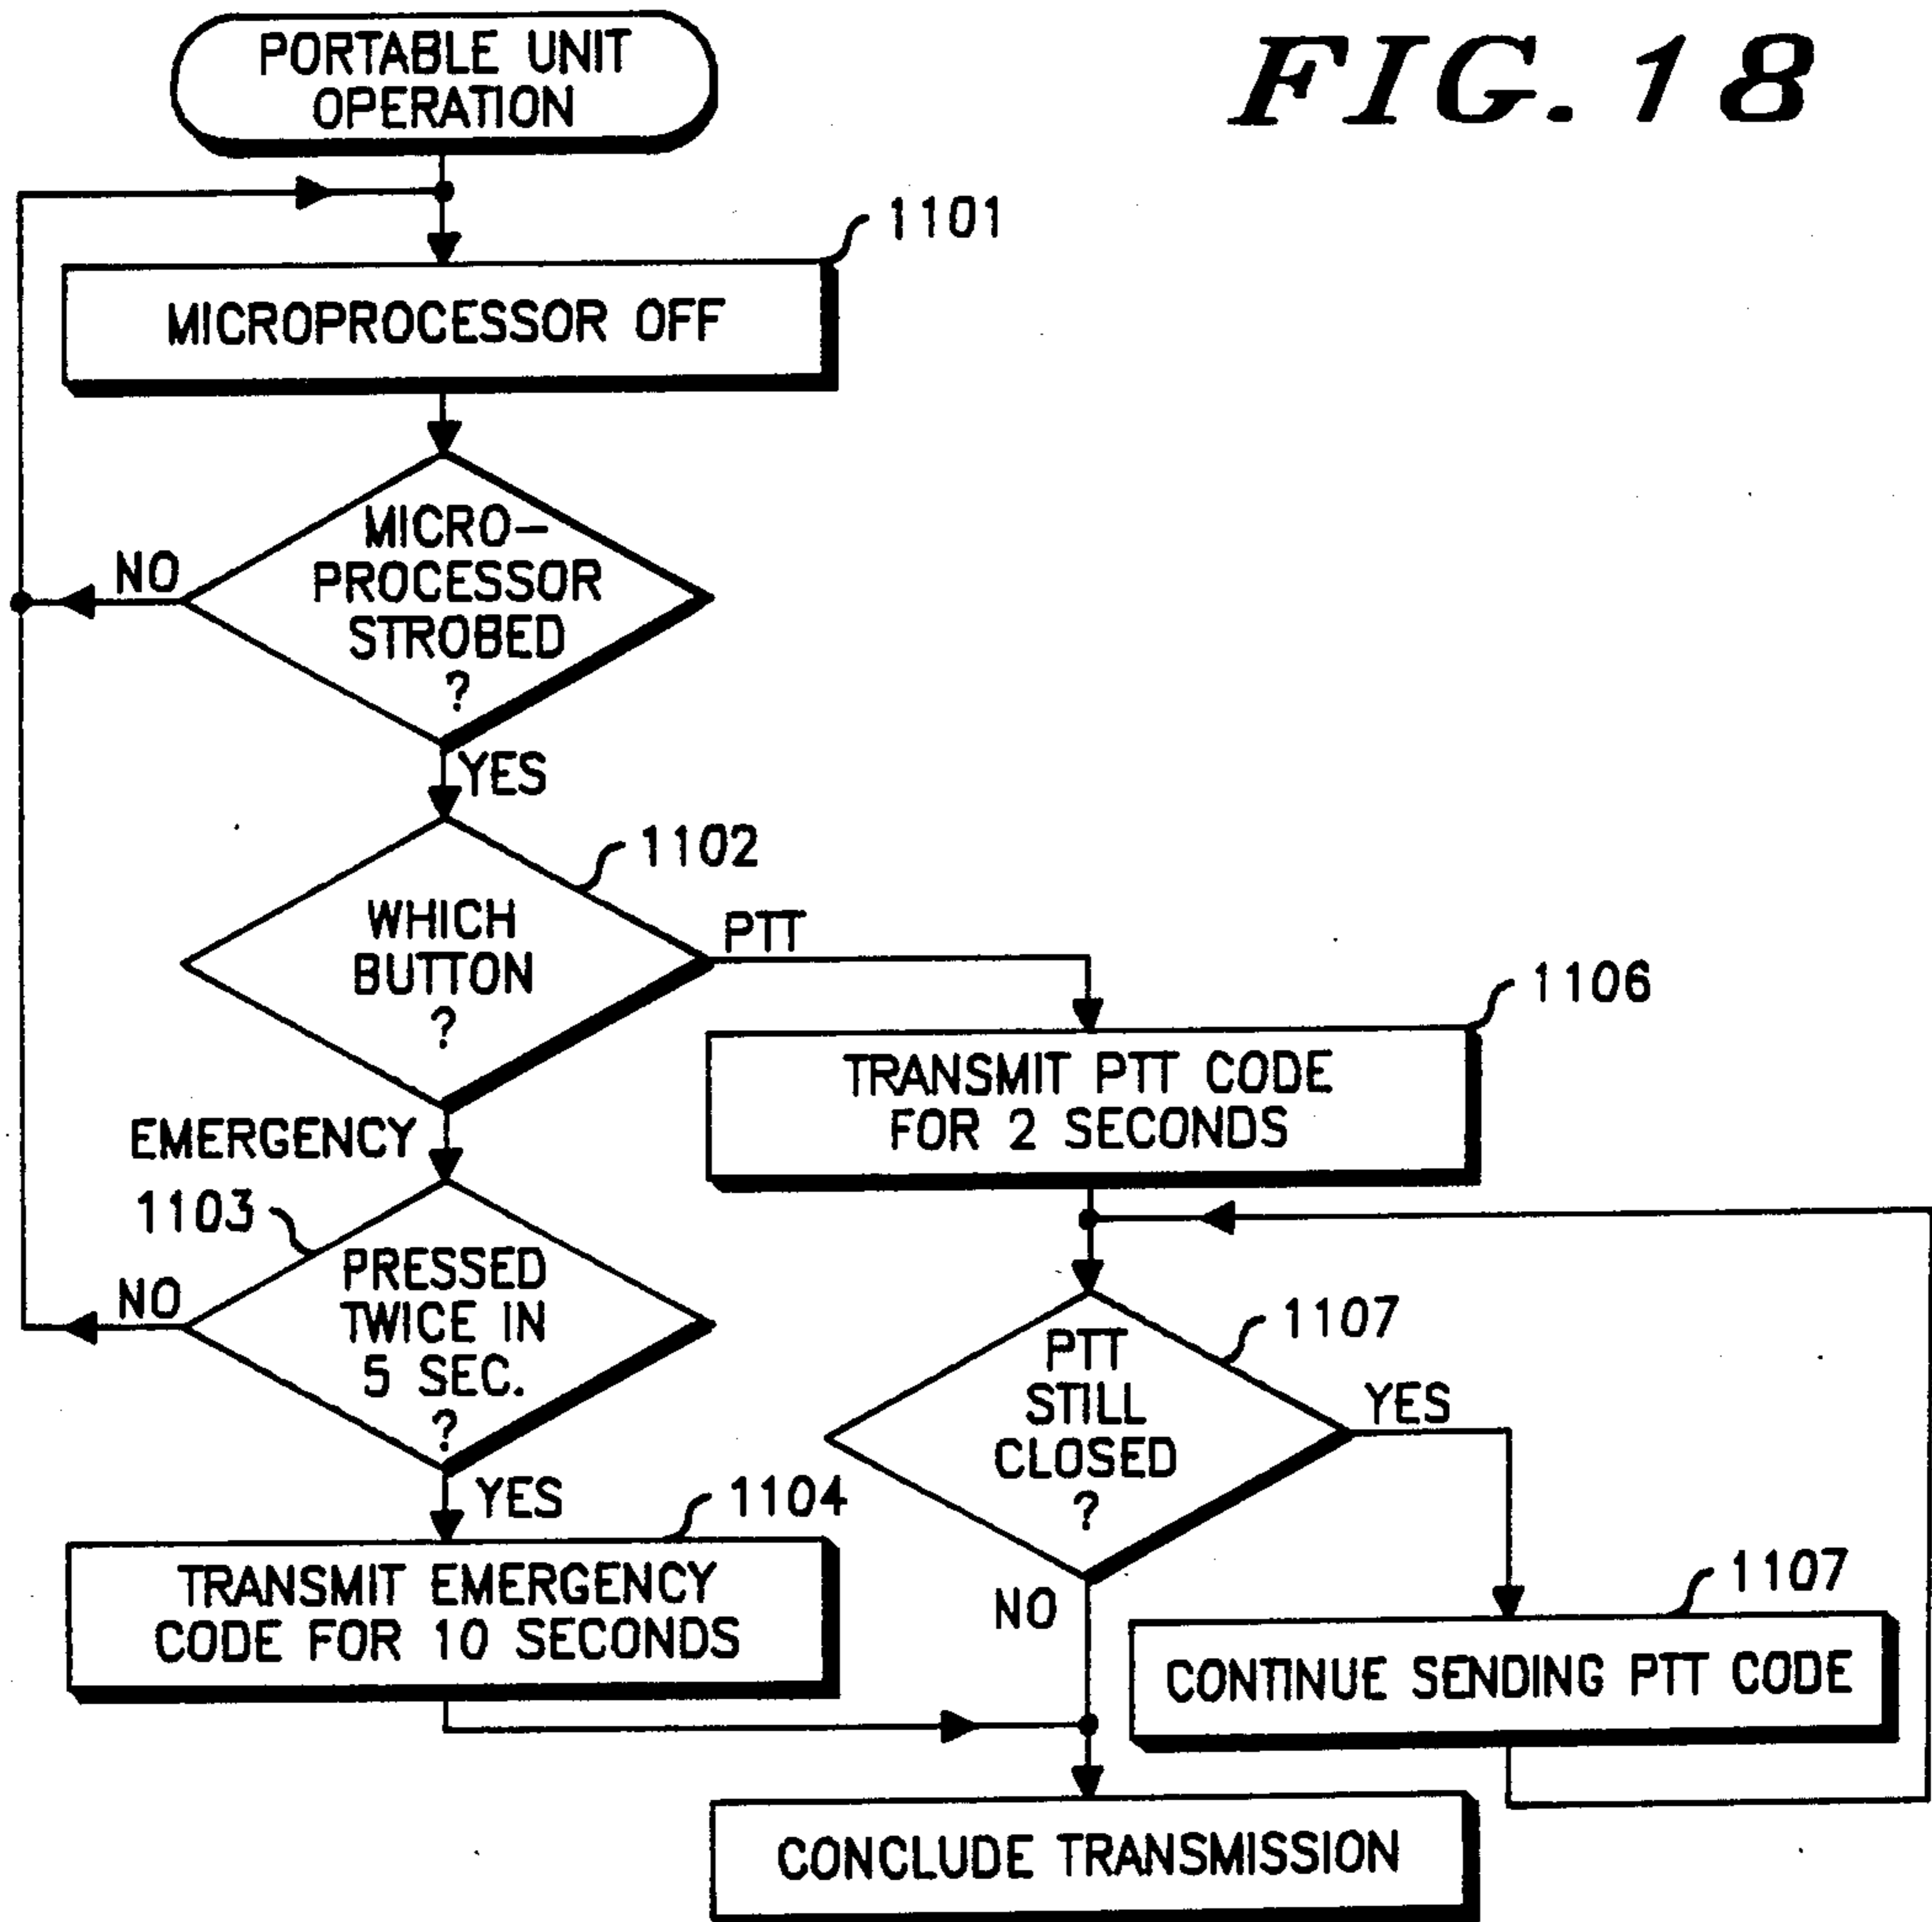 FIG. 18
PORTABLE UNIT
OPERATION
1101
MICROPROCESSOR OFF
MICRO-
PROCESSOR
STROBED
?
NO
YES
1102
WHICH
BUTTON
?
PTT
EMERGENCY
1106
TRANSMIT PTT CODE
FOR 2 SECONDS
1103
PRESSED
TWICE IN
5 SEC.
?
NO
YES
1107
PTT
STILL
CLOSED
?
YES
NO
1104
TRANSMIT EMERGENCY
CODE FOR 10 SECONDS
1107
CONTINUE SENDING PTT CODE
CONCLUDE TRANSMISSION